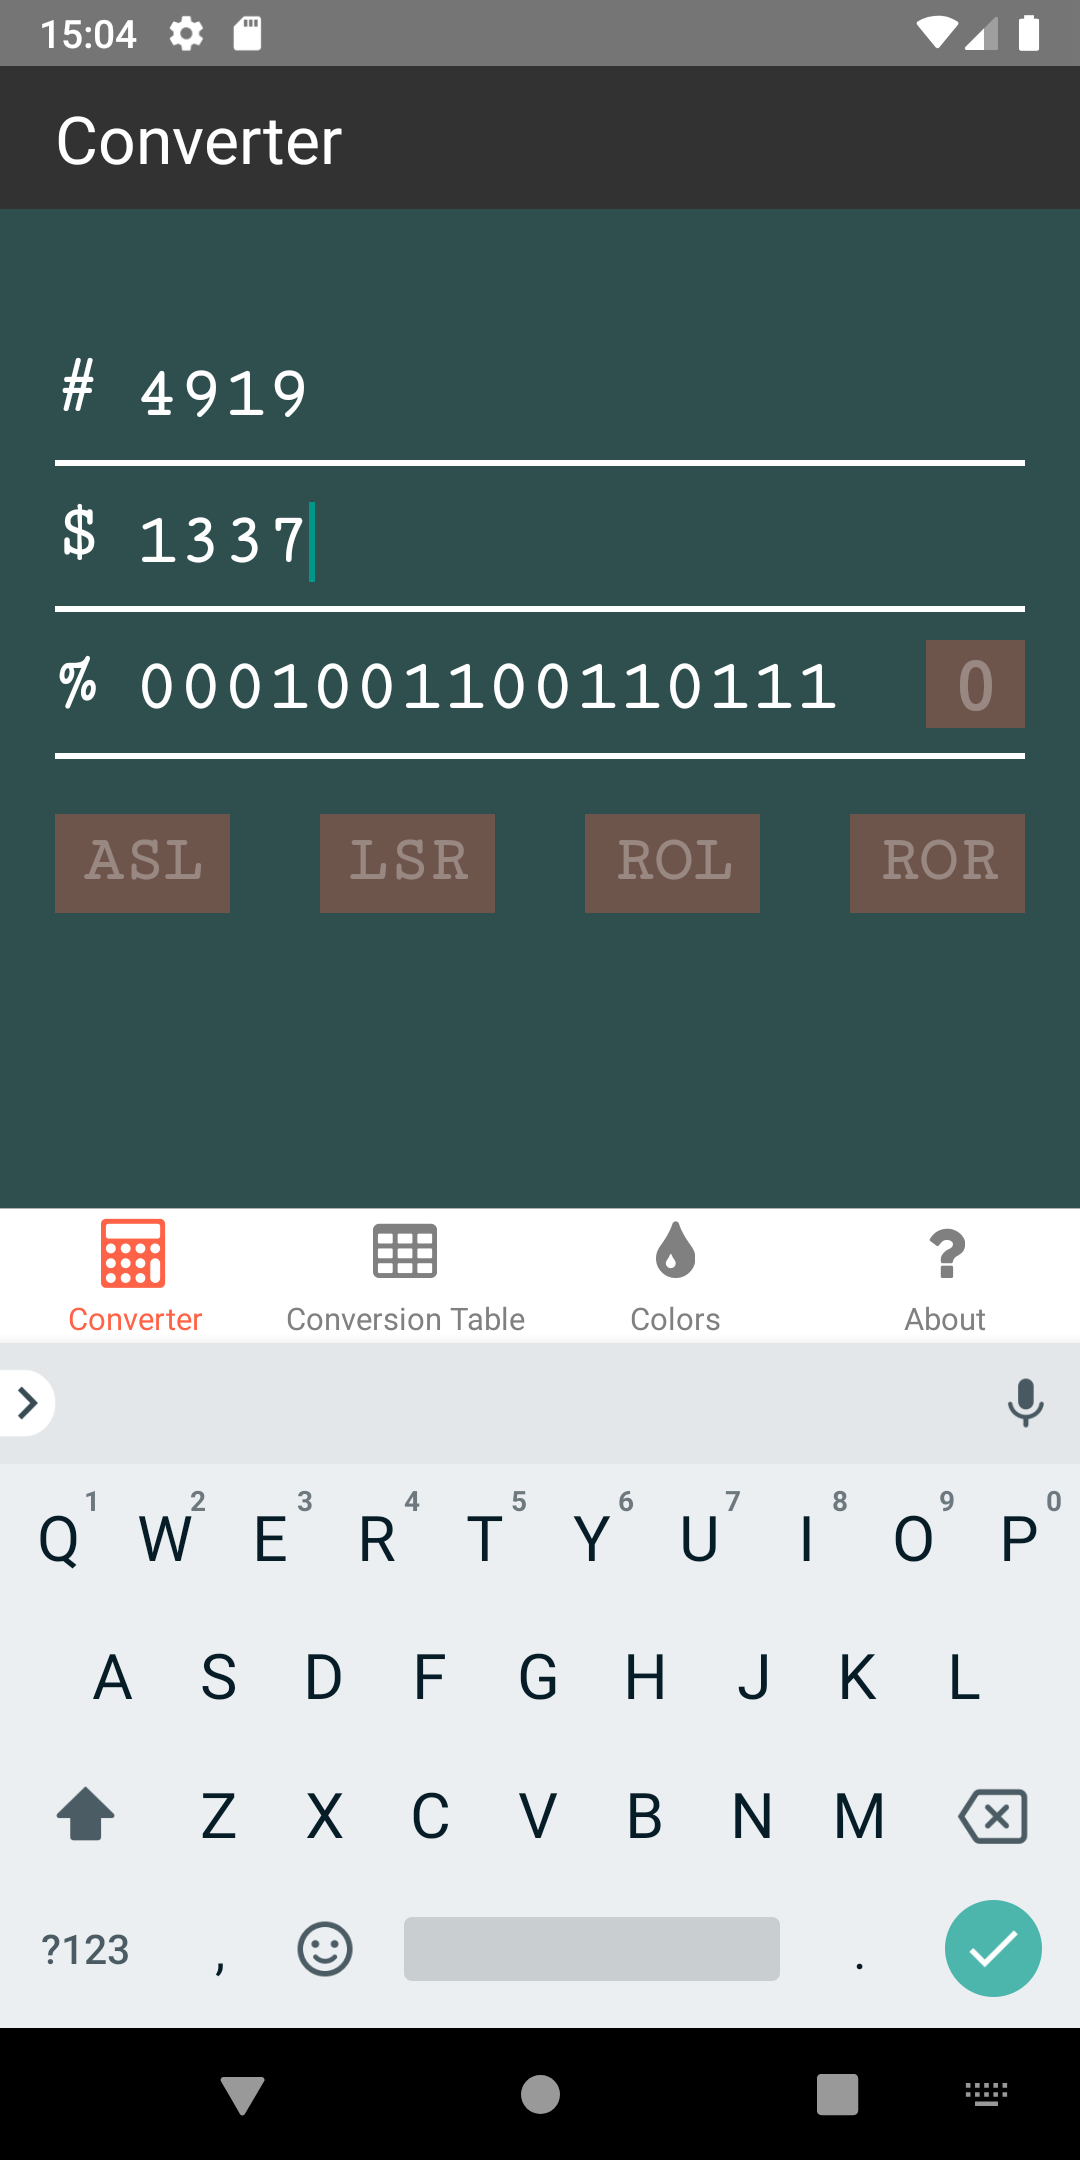 15:04
Converter
# 4919
$ 1337
% 0001001100110111 0
ASL LSR ROL ROR
Converter Conversion Table Colors About
1 2 3 4 5 6 7 8 9 0
Q W E R T Y U I O P
A S D F G H J K L
Z X C V B N M
?123 , .